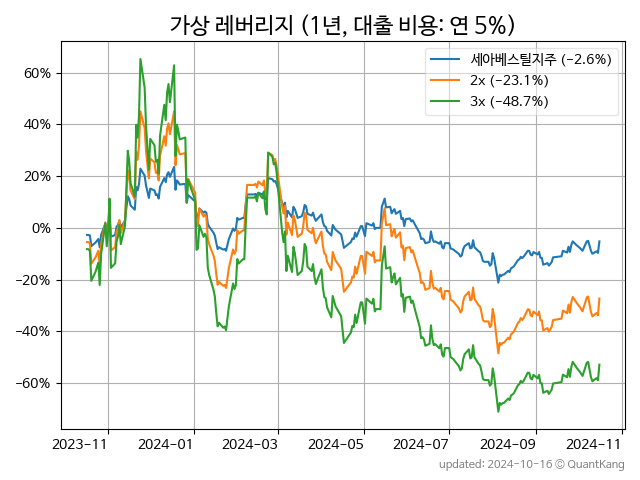 가상 레버리지 (1년, 대출 비용: 연 5%)
세아베스틸지주 (−2.6%)
2x (−23.1%)
3x (−48.7%)
60%
40%
20%
0%
−20%
−40%
−60%
2023-11
2024-01
2024-03
2024-05
2024-07
2024-09
2024-11
updated: 2024-10-16 © QuantKang